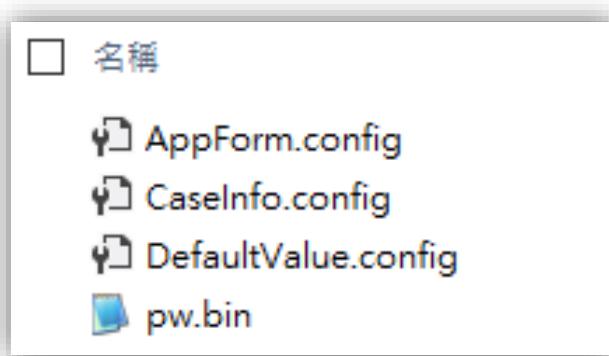 名稱
AppForm.config
CaseInfo.config
DefaultValue.config
pw.bin